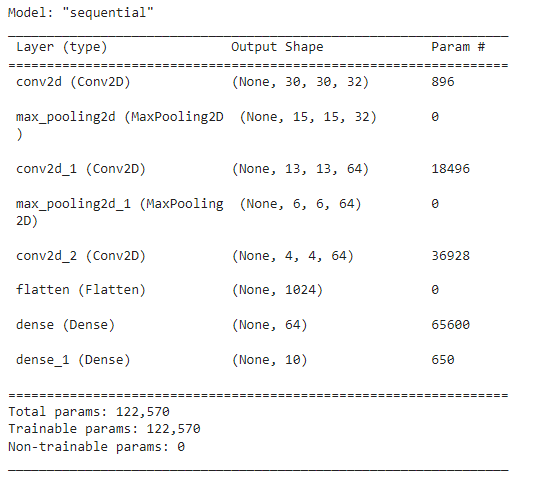 Model: "sequential"
_________________________________________________________________
Layer (type) Output Shape Param #
=================================================================
conv2d (Conv2D) (None, 30, 30, 32) 896
max_pooling2d (MaxPooling2D (None, 15, 15, 32) 0
)
conv2d_1 (Conv2D) (None, 13, 13, 64) 18496
max_pooling2d_1 (MaxPooling (None, 6, 6, 64) 0
2D)
conv2d_2 (Conv2D) (None, 4, 4, 64) 36928
flatten (Flatten) (None, 1024) 0
dense (Dense) (None, 64) 65600
dense_1 (Dense) (None, 10) 650
=================================================================
Total params: 122,570
Trainable params: 122,570
Non-trainable params: 0
_________________________________________________________________